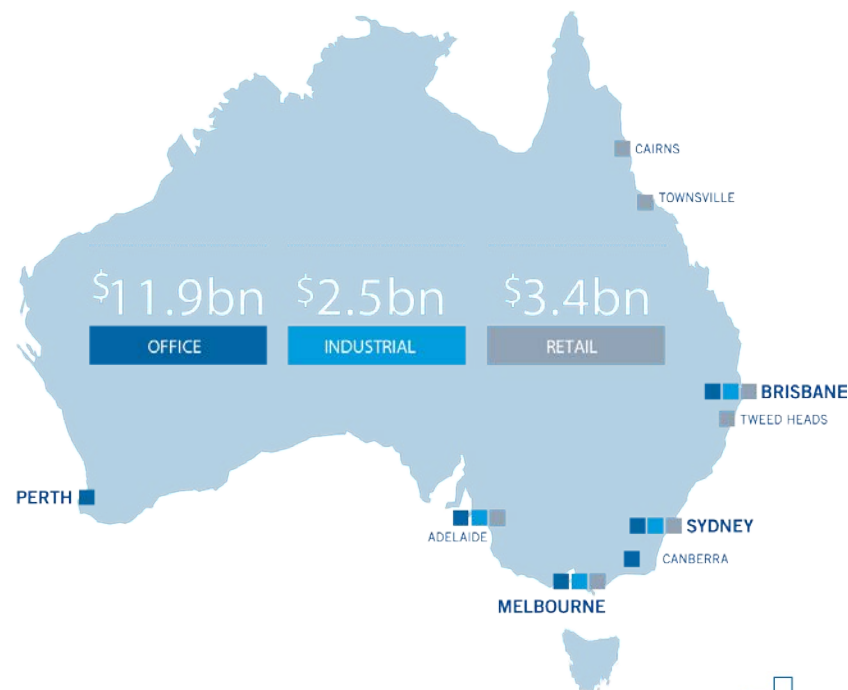 CAIRNS
TOWNSVILLE
$11.9bn $2.5bn $3.4bn
OFFICE INDUSTRIAL RETAIL
BRISBANE
TWEED HEADS
PERTH
SYDNEY
ADELAIDE
CANBERRA
MELBOURNE